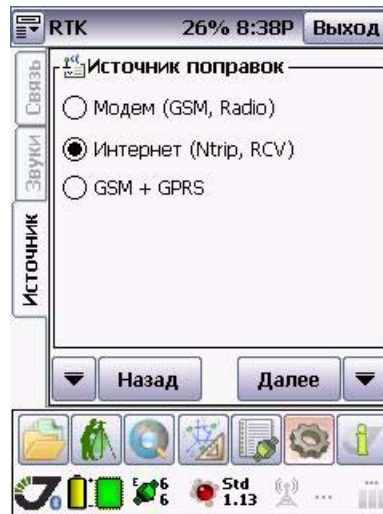 RTK 26% 8:38P Выход
Источник поправок
Связь
Звуки
Источник
Модем (GSM, Radio)
Интернет (Ntrip, RCV)
GSM + GPRS
Назад Далее
0 E 6 6 Std 1.13 ...